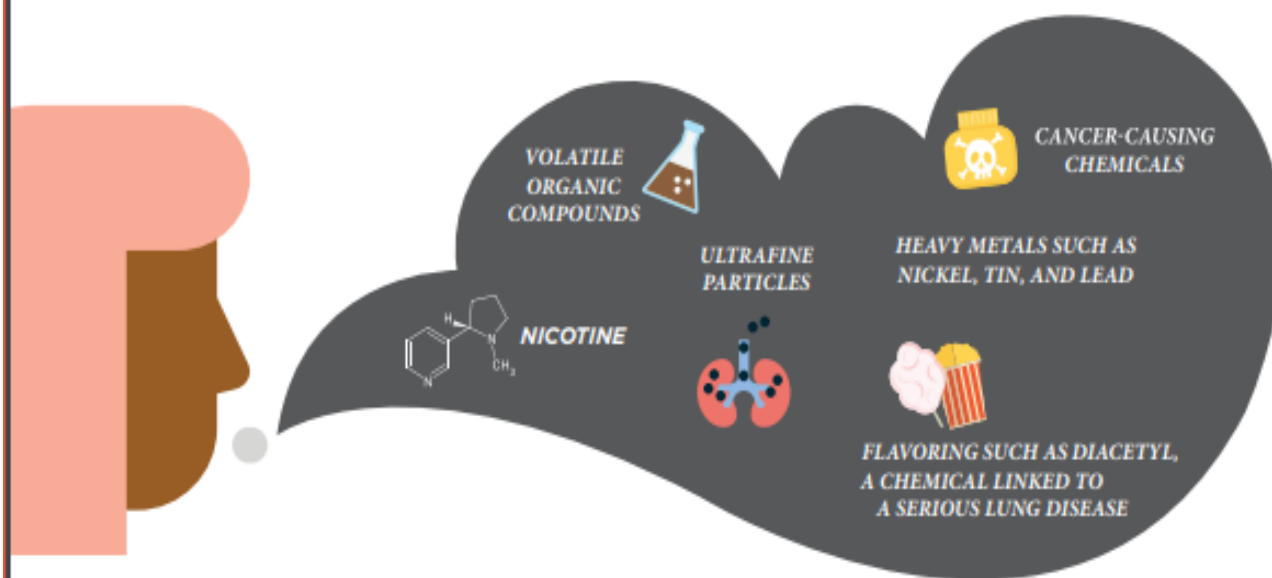 VOLATILE
ORGANIC
COMPOUNDS
CANCER-CAUSING
CHEMICALS
ULTRAFINE
PARTICLES
HEAVY METALS SUCH AS
NICKEL, TIN, AND LEAD
H
N
CH₃
N
NICOTINE
FLAVORING SUCH AS DIACETYL,
A CHEMICAL LINKED TO
A SERIOUS LUNG DISEASE